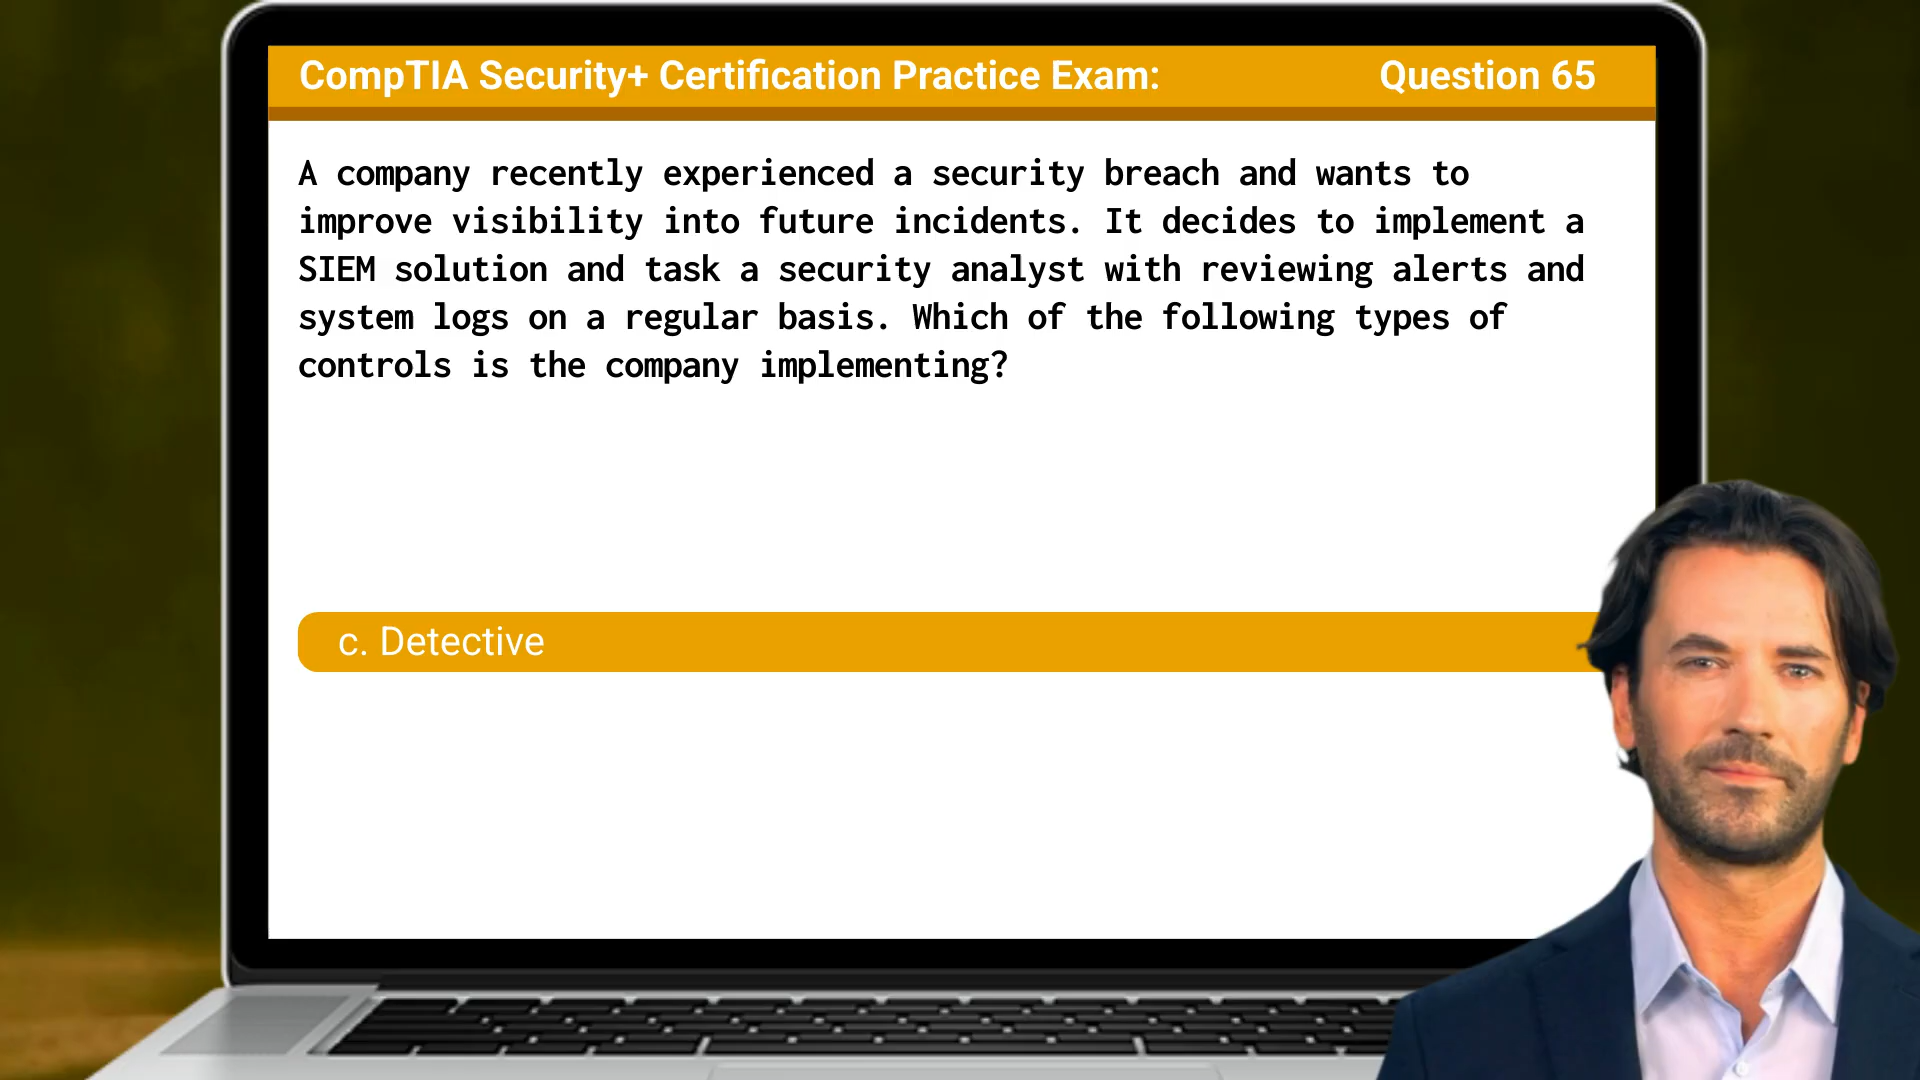 CompTIA Security+ Certification Practice Exam: Question 65
A company recently experienced a security breach and wants to
improve visibility into future incidents. It decides to implement a
SIEM solution and task a security analyst with reviewing alerts and
system logs on a regular basis. Which of the following types of
controls is the company implementing?
c. Detective